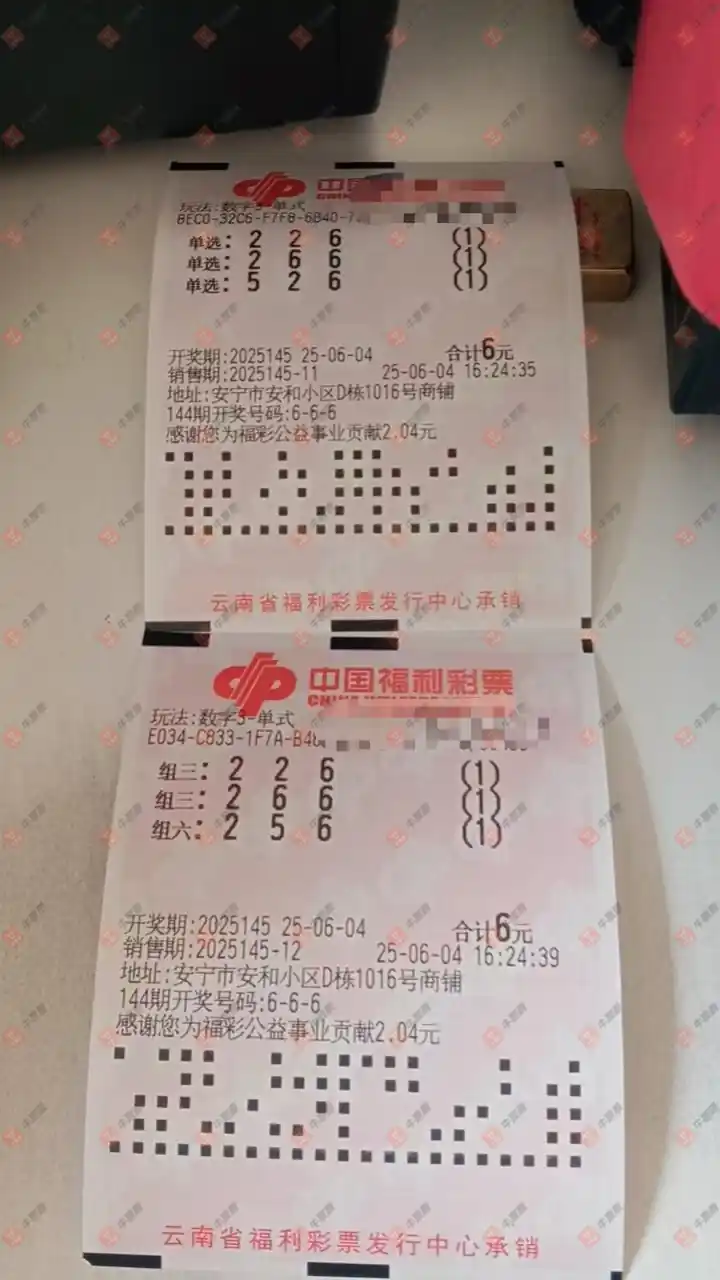 玩法:数字3-单式
8EC0-32C6-F7F8-6B40-7
单选: 2 2 6 (1)
单选: 2 6 6 (1)
单选: 5 2 6 (1)
开奖期:2025145 25-06-04 合计6元
销售期:2025145-11 25-06-04 16:24:35
地址:安宁市安和小区D栋1016号商铺
144期开奖号码:6-6-6
感谢您为福彩公益事业贡献2.04元
云南省福利彩票发行中心承销
中国福利彩票
玩法:数字3-单式
E034-C833-1F7A-B4
组三: 2 2 6 (1)
组三: 2 6 6 (1)
组六: 2 5 6 (1)
开奖期:2025145 25-06-04 合计6元
销售期:2025145-12 25-06-04 16:24:39
地址:安宁市安和小区D栋1016号商铺
144期开奖号码:6-6-6
感谢您为福彩公益事业贡献2.04元
云南省福利彩票发行中心承销